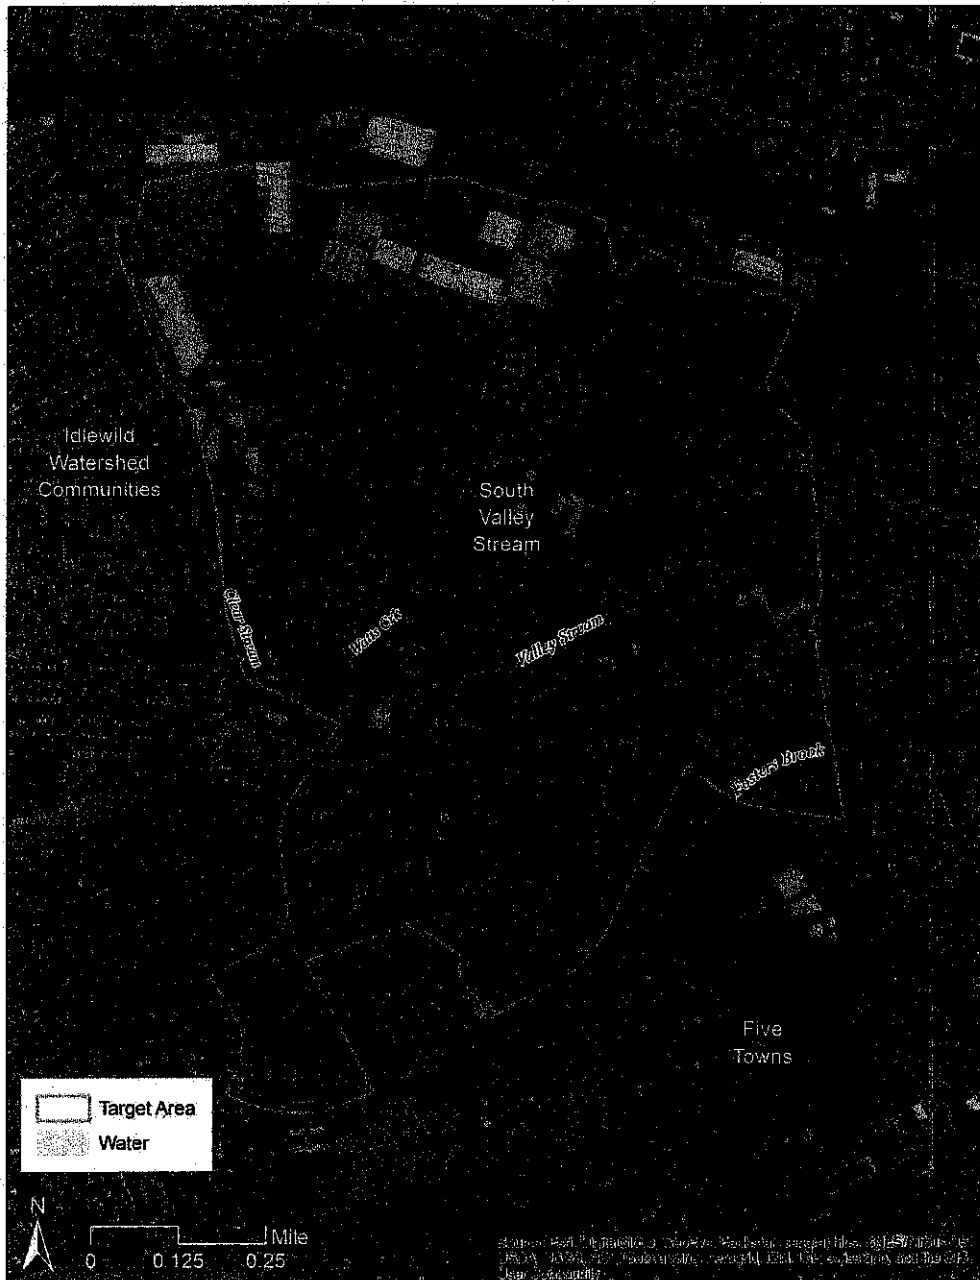 Idlewild
Watershed
Communities
South
Valley
Stream
Clear Stream
Watts Crk
Valley Stream
Fosters Brook
Five
Towns
Target Area
Water
N
Mile
0 0.125 0.25